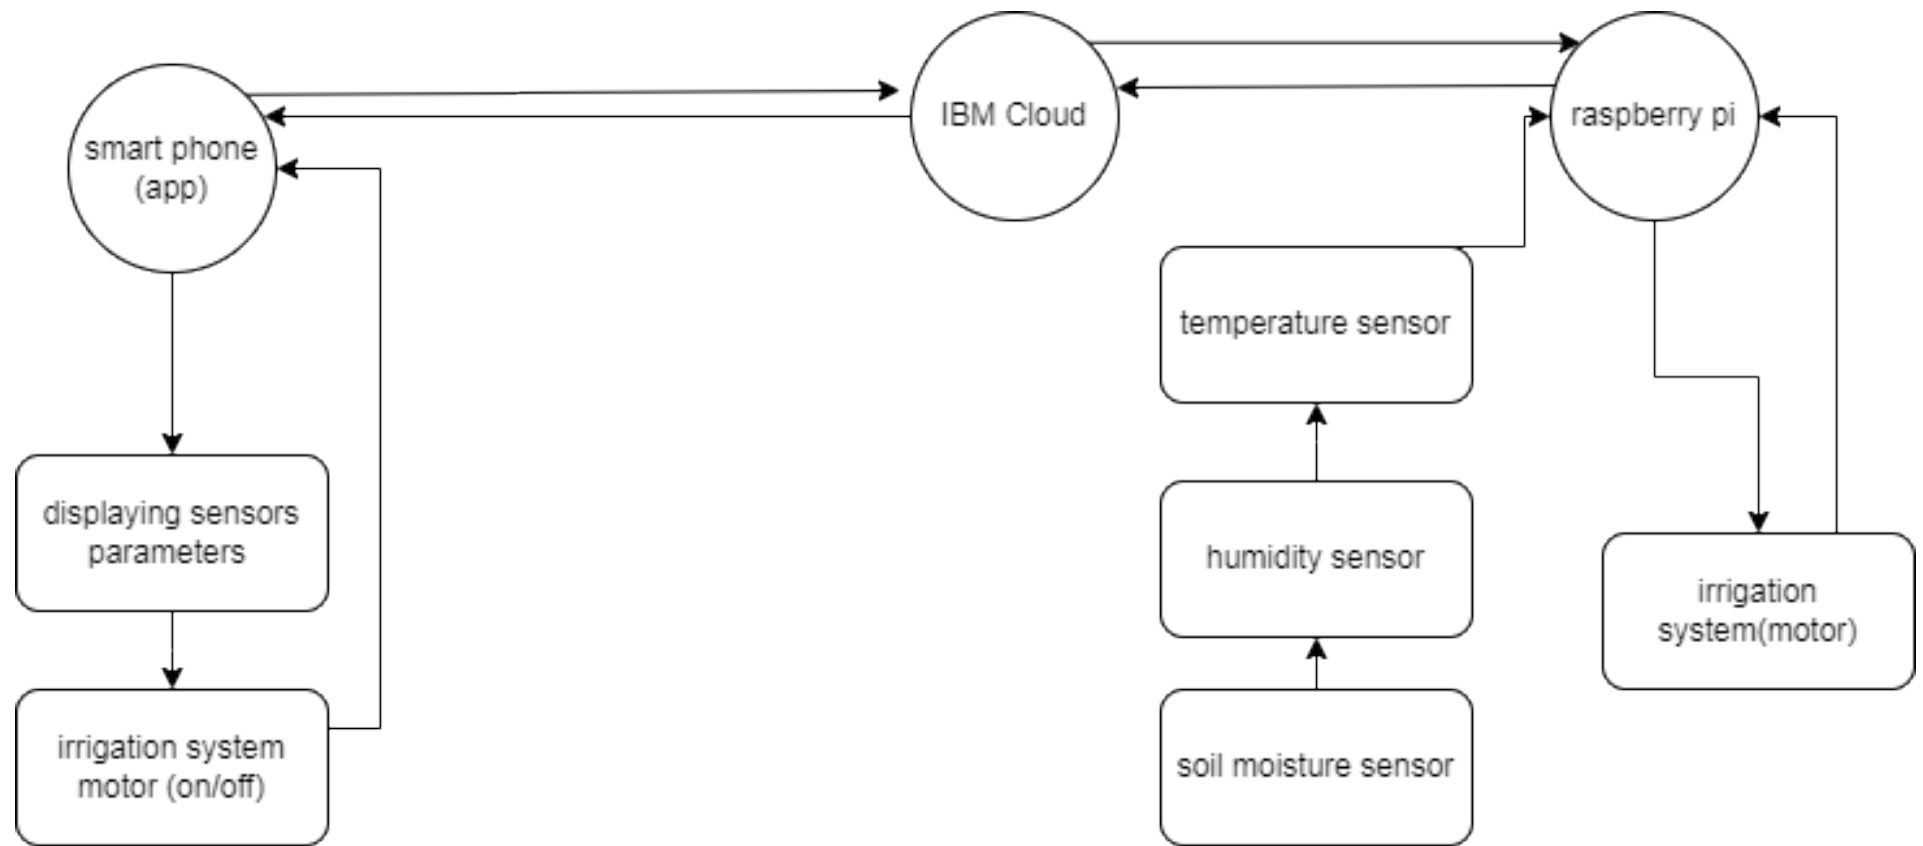 smart phone
(app)
IBM Cloud
raspberry pi
temperature sensor
displaying sensors
parameters
humidity sensor
irrigation
system(motor)
irrigation system
motor (on/off)
soil moisture sensor